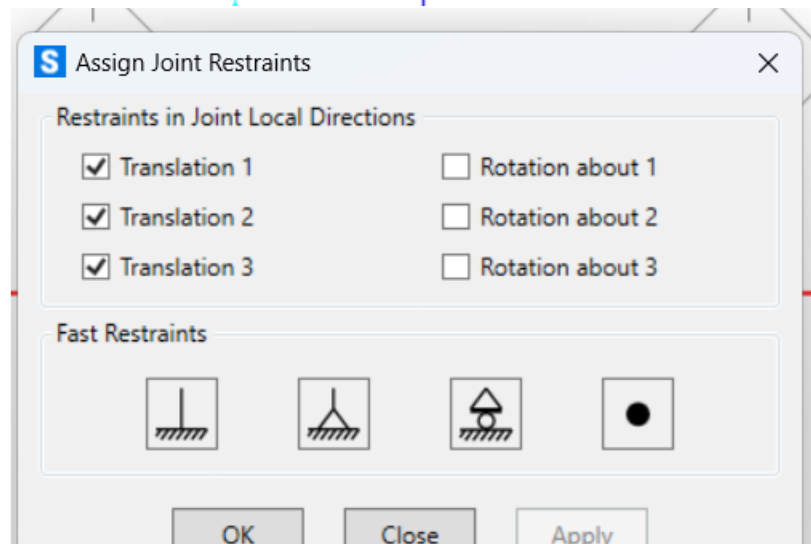 S Assign Joint Restraints
Restraints in Joint Local Directions
Translation 1 Rotation about 1
Translation 2 Rotation about 2
Translation 3 Rotation about 3
Fast Restraints
OK Close Apply